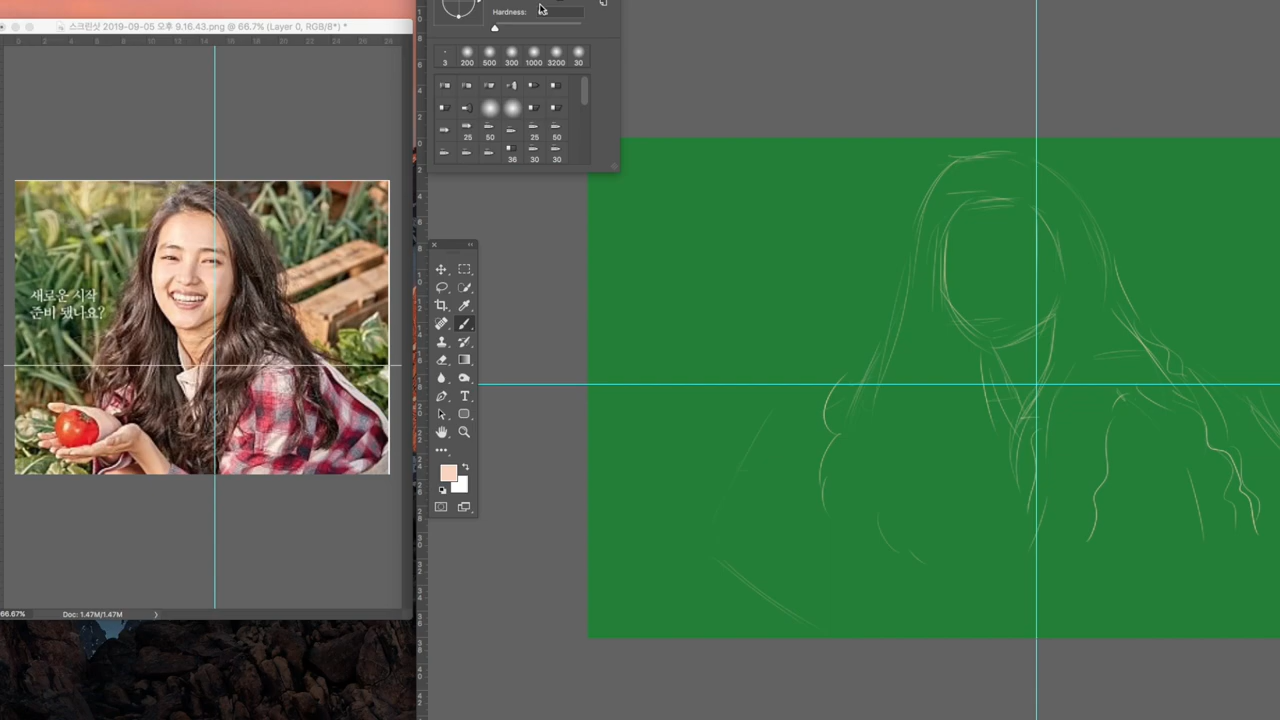 스크린샷 2019-09-05 오후 9.16.43.png @ 66.7% (Layer 0, RGB/8*) *
Hardness:
3 200 500 300 1000 3200 30
25 50 25 50
36 30 30
새로운 시작
준비 됐나요?
66.67% Doc: 1.47M/1.47M